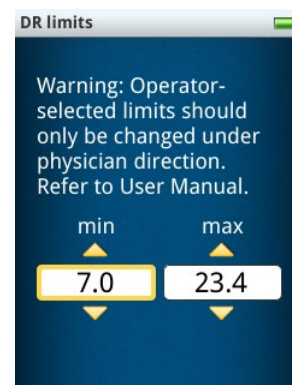 DR limits
Warning: Operator-
selected limits should
only be changed under
physician direction.
Refer to User Manual.
min max
7.0 23.4